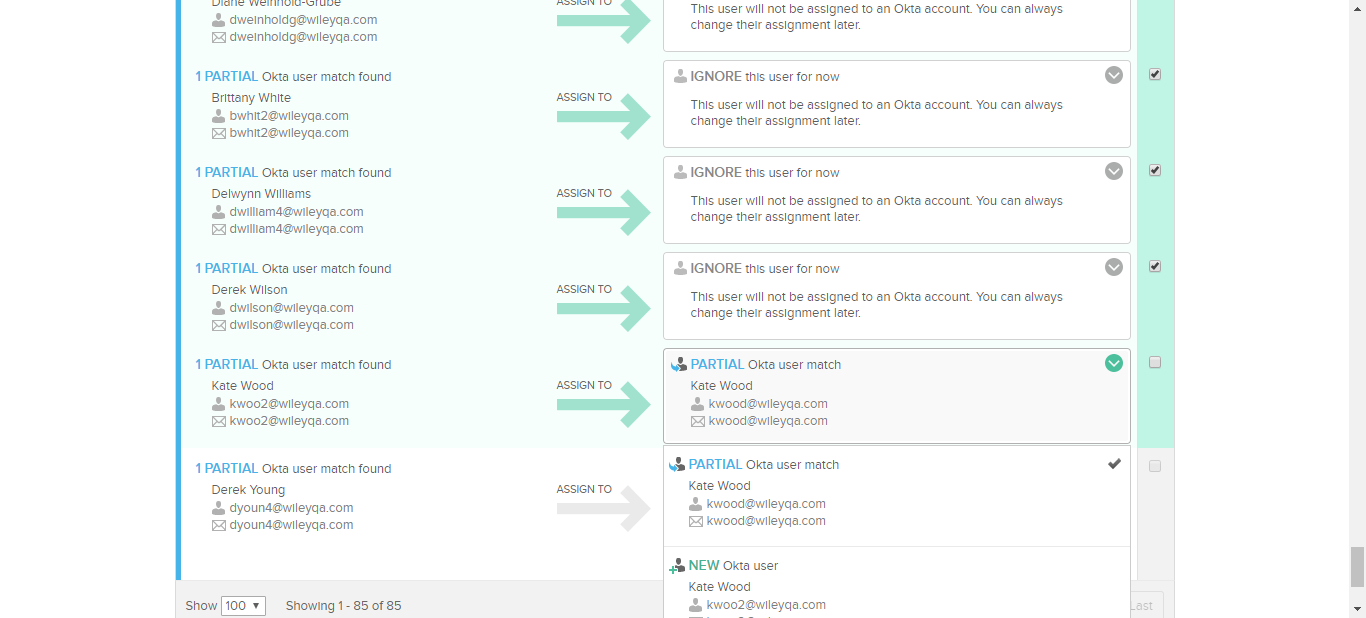 Diane Weinhold-Grube
dweinholdg@wileyqa.com
dweinholdg@wileyqa.com
ASSIGN TO
This user will not be assigned to an Okta account. You can always
change their assignment later.
1 PARTIAL Okta user match found
Brittany White
bwhit2@wileyqa.com
bwhit2@wileyqa.com
ASSIGN TO
IGNORE this user for now
This user will not be assigned to an Okta account. You can always
change their assignment later.
1 PARTIAL Okta user match found
Delwynn Williams
dwilliam4@wileyqa.com
dwilliam4@wileyqa.com
ASSIGN TO
IGNORE this user for now
This user will not be assigned to an Okta account. You can always
change their assignment later.
1 PARTIAL Okta user match found
Derek Wilson
dwilson@wileyqa.com
dwilson@wileyqa.com
ASSIGN TO
IGNORE this user for now
This user will not be assigned to an Okta account. You can always
change their assignment later.
1 PARTIAL Okta user match found
Kate Wood
kwoo2@wileyqa.com
kwoo2@wileyqa.com
ASSIGN TO
PARTIAL Okta user match
Kate Wood
kwood@wileyqa.com
kwood@wileyqa.com
1 PARTIAL Okta user match found
Derek Young
dyoun4@wileyqa.com
dyoun4@wileyqa.com
ASSIGN TO
PARTIAL Okta user match
Kate Wood
kwood@wileyqa.com
kwood@wileyqa.com
NEW Okta user
Kate Wood
kwoo2@wileyqa.com
Show 100 Showing 1 - 85 of 85
Last